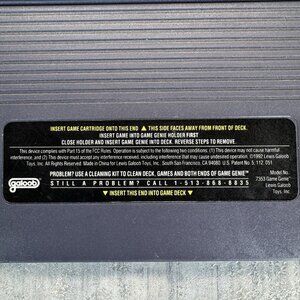 INSERT GAME CARTRIDGE ONTO THIS END ▲ THIS SIDE FACES AWAY FROM FRONT OF DECK.
INSERT GAME INTO GAME GENIE HOLDER FIRST
CLOSE HOLDER AND INSERT GAME GENIE INTO DECK. REVERSE STEPS TO REMOVE.
This device complies with Part 15 of the FCC Rules. Operation is subject to the following two conditions; (1) This device may not cause harmful
interference, and (2) This device must accept any interference received, including interference that may cause undesired operation. ©1992 Lewis Galoob
Toys, Inc. All Rights Reserved. Made in China for Lewis Galoob Toys, Inc. South San Francisco, CA 94080. U.S. Patent No. 5, 112, 051.
galoob
PROBLEM? USE A CLEANING KIT TO CLEAN DECK, GAMES AND BOTH ENDS OF GAME GENIE™
STILL A PROBLEM? CALL 1-513-868-8835
▼ INSERT THIS END INTO GAME DECK ▼
Model No.
7353 Game Genie™
Lewis Galoob
Toys, Inc.